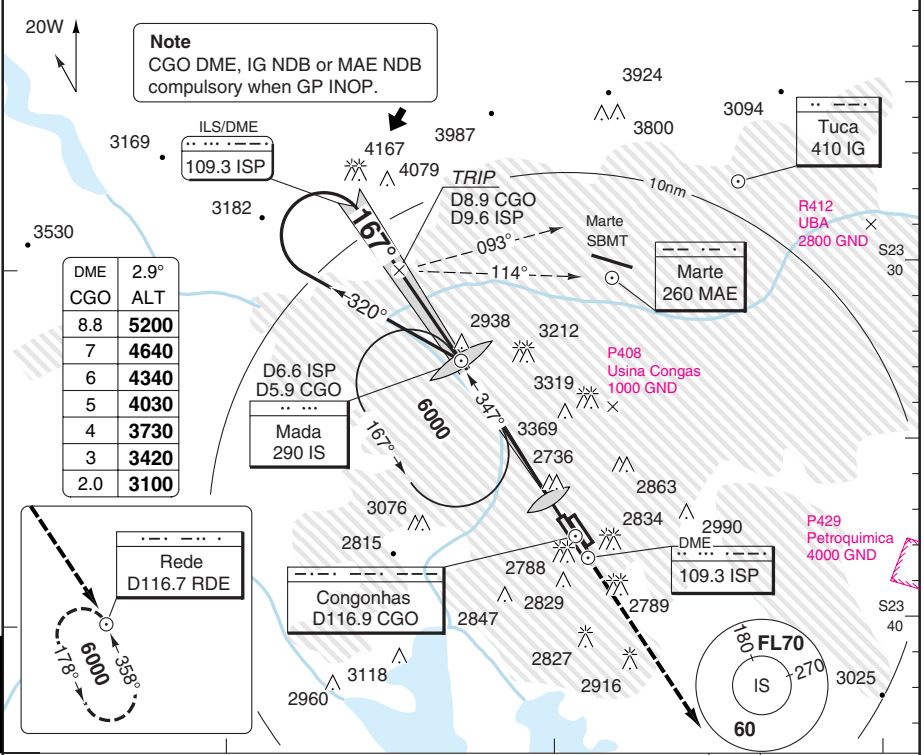 20W
Note
CGO DME, IG NDB or MAE NDB
compulsory when GP INOP.
3924
3094
3800
3987
Tuca
410 IG
ILS/DME
109.3 ISP
3169
4167
4079
TRIP
D8.9 CGO
D9.6 ISP
10nm
R412
UBA
2800 GND
3182
3530
167°
093°
114°
Marte
SBMT
Marte
260 MAE
S23
30
DME
CGO
2.9°
ALT
8.8 5200
7 4640
6 4340
5 4030
4 3730
3 3420
2.0 3100
320°
2938
3212
P408
Usina Congas
1000 GND
D6.6 ISP
D5.9 CGO
Mada
290 IS
6000
347°
167°
3319
3369
2736
2863
3076
2815
2834
2990
P429
Petroquimica
4000 GND
DME
109.3 ISP
Rede
D116.7 RDE
6000
178°
358°
Congonhas
D116.9 CGO
2788
2847
2829
2789
S23
40
2827
2916
3118
2960
180
FL70
270
IS
60
3025